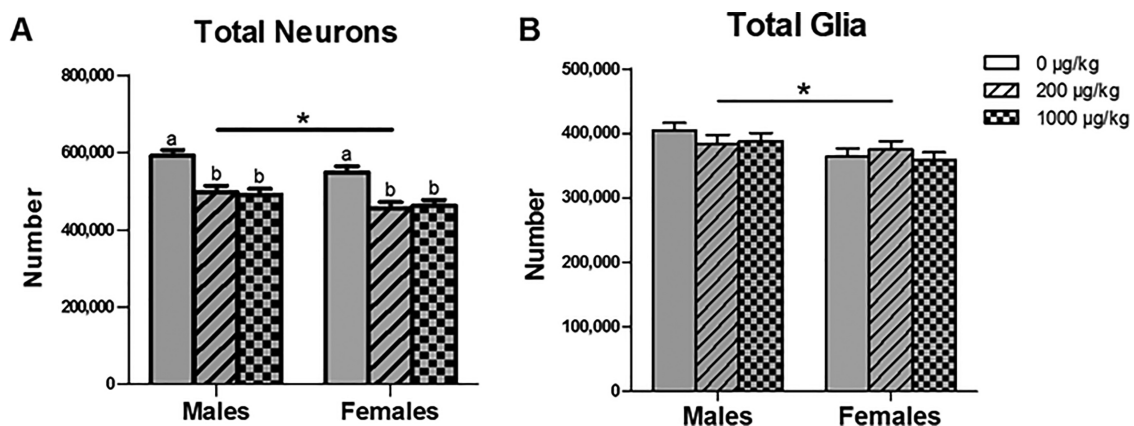 A
Total Neurons
800,000
600,000
400,000
200,000
0
Number
*
a
b
b
a
b
b
Males
Females
B
Total Glia
500,000
400,000
300,000
200,000
100,000
0
Number
*
Males
Females
0 µg/kg
200 µg/kg
1000 µg/kg